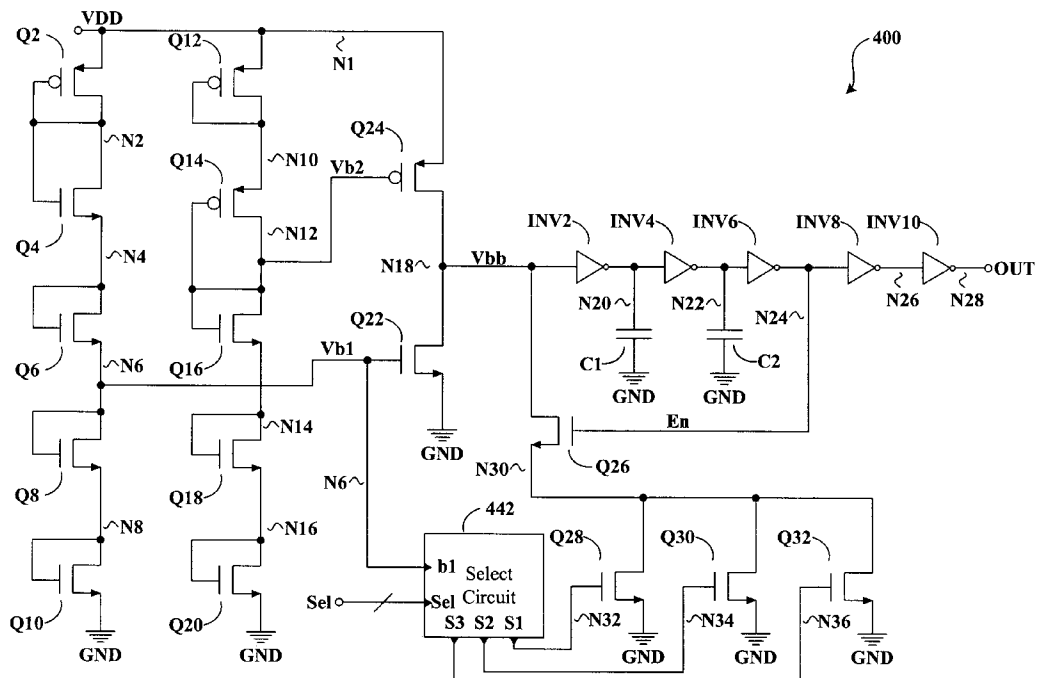 VDD
Q2
Q12
N1
400
N2
Q24
Q14
N10
Vb2
Q4
N12
INV2
INV4
INV6
INV8
INV10
N4
N18
Vbb
OUT
N20
N22
N24
N26
N28
Q22
Q6
N6
Q16
Vb1
C1
C2
GND
GND
En
GND
N14
N30
Q26
Q8
Q18
N6
N8
N16
442
Q28
Q30
Q32
b1
Select
Circuit
Sel
Sel
S3
S2
S1
N32
N34
N36
Q10
Q20
GND
GND
GND
GND
GND